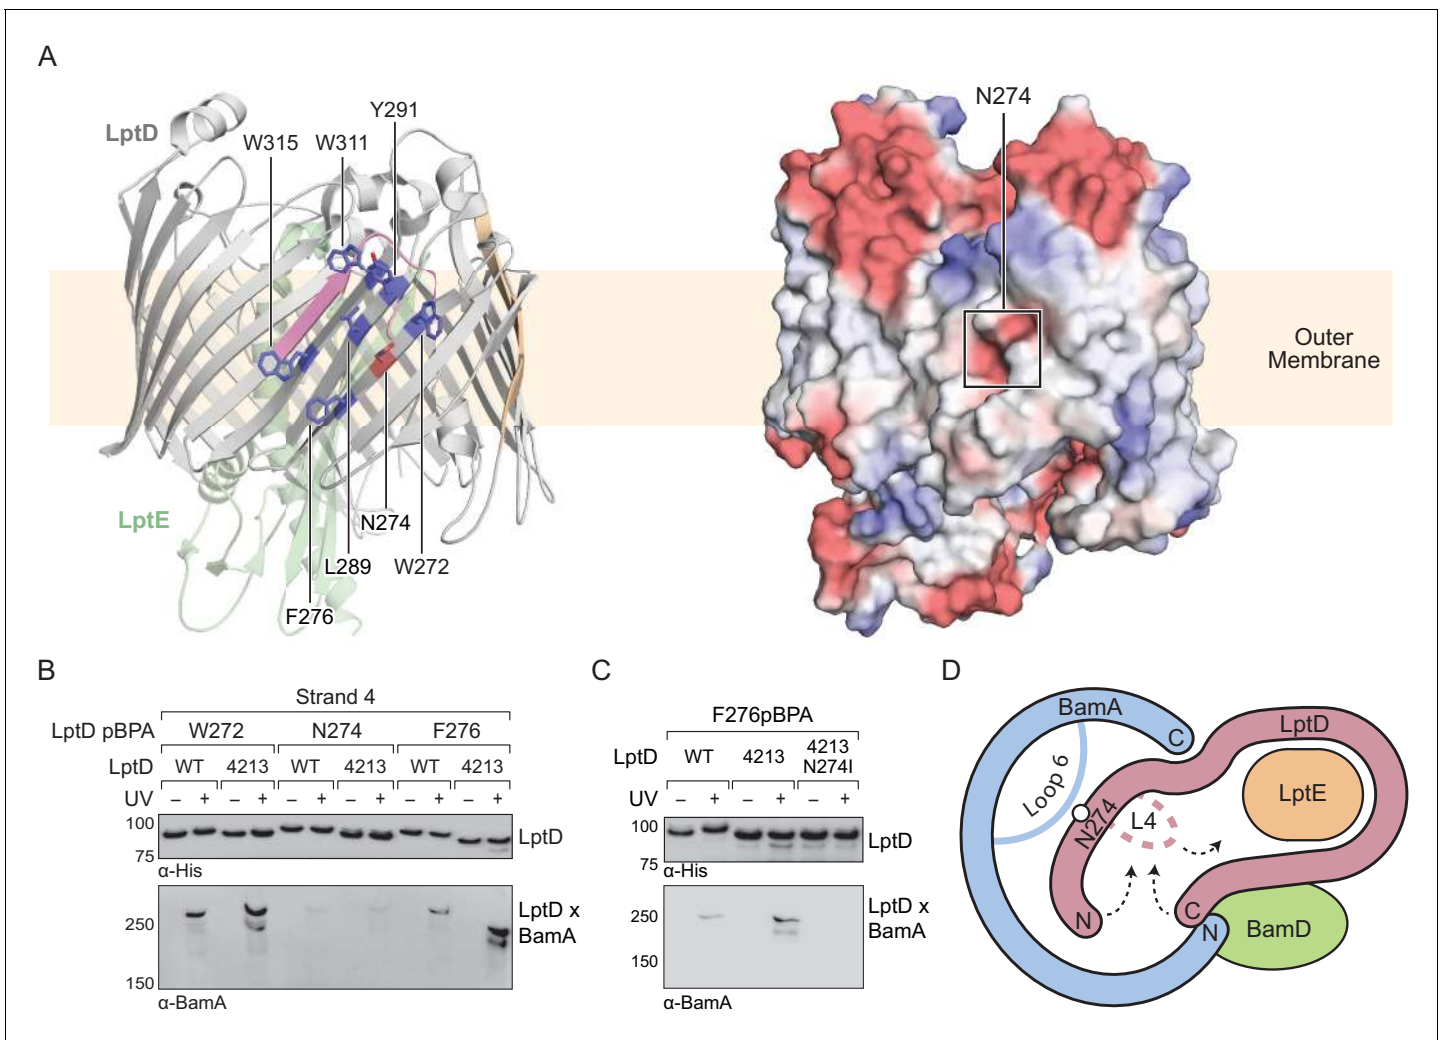 A
LptD
W315
W311
Y291
N274
Outer
Membrane
LptE
N274
L289
W272
F276
B
Strand 4
LptD pBPA
W272
N274
F276
LptD
WT
4213
WT
4213
WT
4213
UV
– + – + – + – + – + – +
100
75
LptD
α-His
250
150
LptD x
BamA
α-BamA
C
F276pBPA
LptD
WT
4213
4213
N274I
UV
– + – + – +
100
75
LptD
α-His
250
150
LptD x
BamA
α-BamA
D
BamA
C
LptD
Loop 6
LptE
N274
L4
N
C
N
BamD